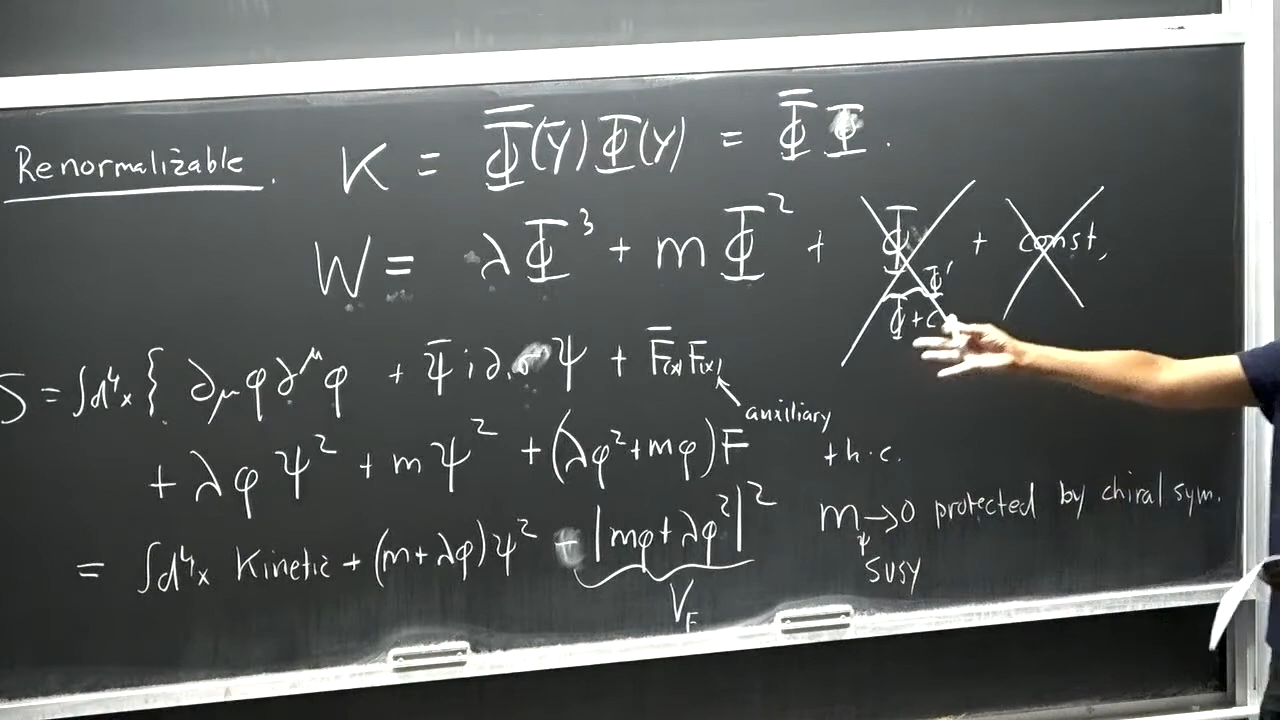 Renormalizable. K = Φ̄(ȳ)Φ(y) = Φ̄Φ.
W = λΦ³ + mΦ² + Φ + const,
Φ'
Φ+c
S = ∫d⁴x { ∂μφ∂^μφ + ψ̄i∂.σψ + F̄(x)F(x)
auxiliary
+ λφψ² + mψ² + (λφ²+mφ)F + h.c.
= ∫d⁴x Kinetic + (m+λφ)ψ² + |mφ+λφ²|²
V_F
m_ψ→0 protected by chiral sym.
SUSY